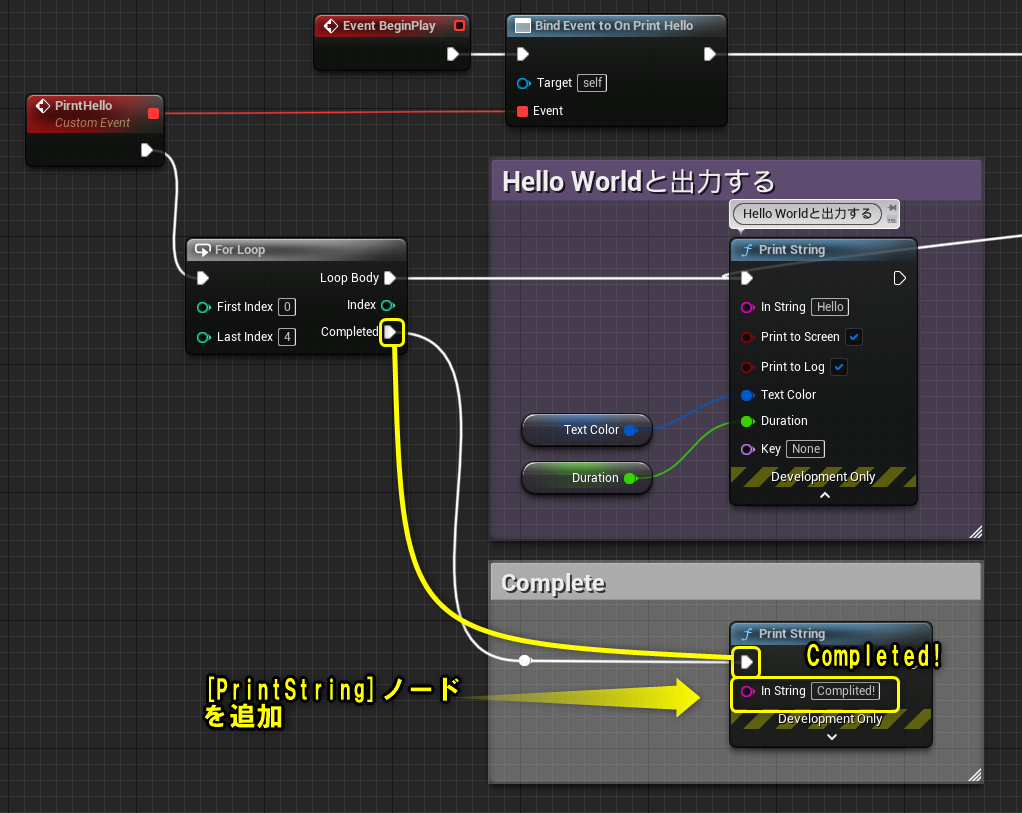 Event BeginPlay
Bind Event to On Print Hello
Target self
Event
PirntHello
Custom Event
Hello Worldと出力する
Hello Worldと出力する
For Loop
Loop Body
First Index 0
Index
Last Index 4
Completed
Print String
In String Hello
Print to Screen
Print to Log
Text Color
Duration
Key None
Development Only
Text Color
Duration
Complete
Print String
Completed!
In String Complited!
Development Only
[PrintString]ノード
を追加